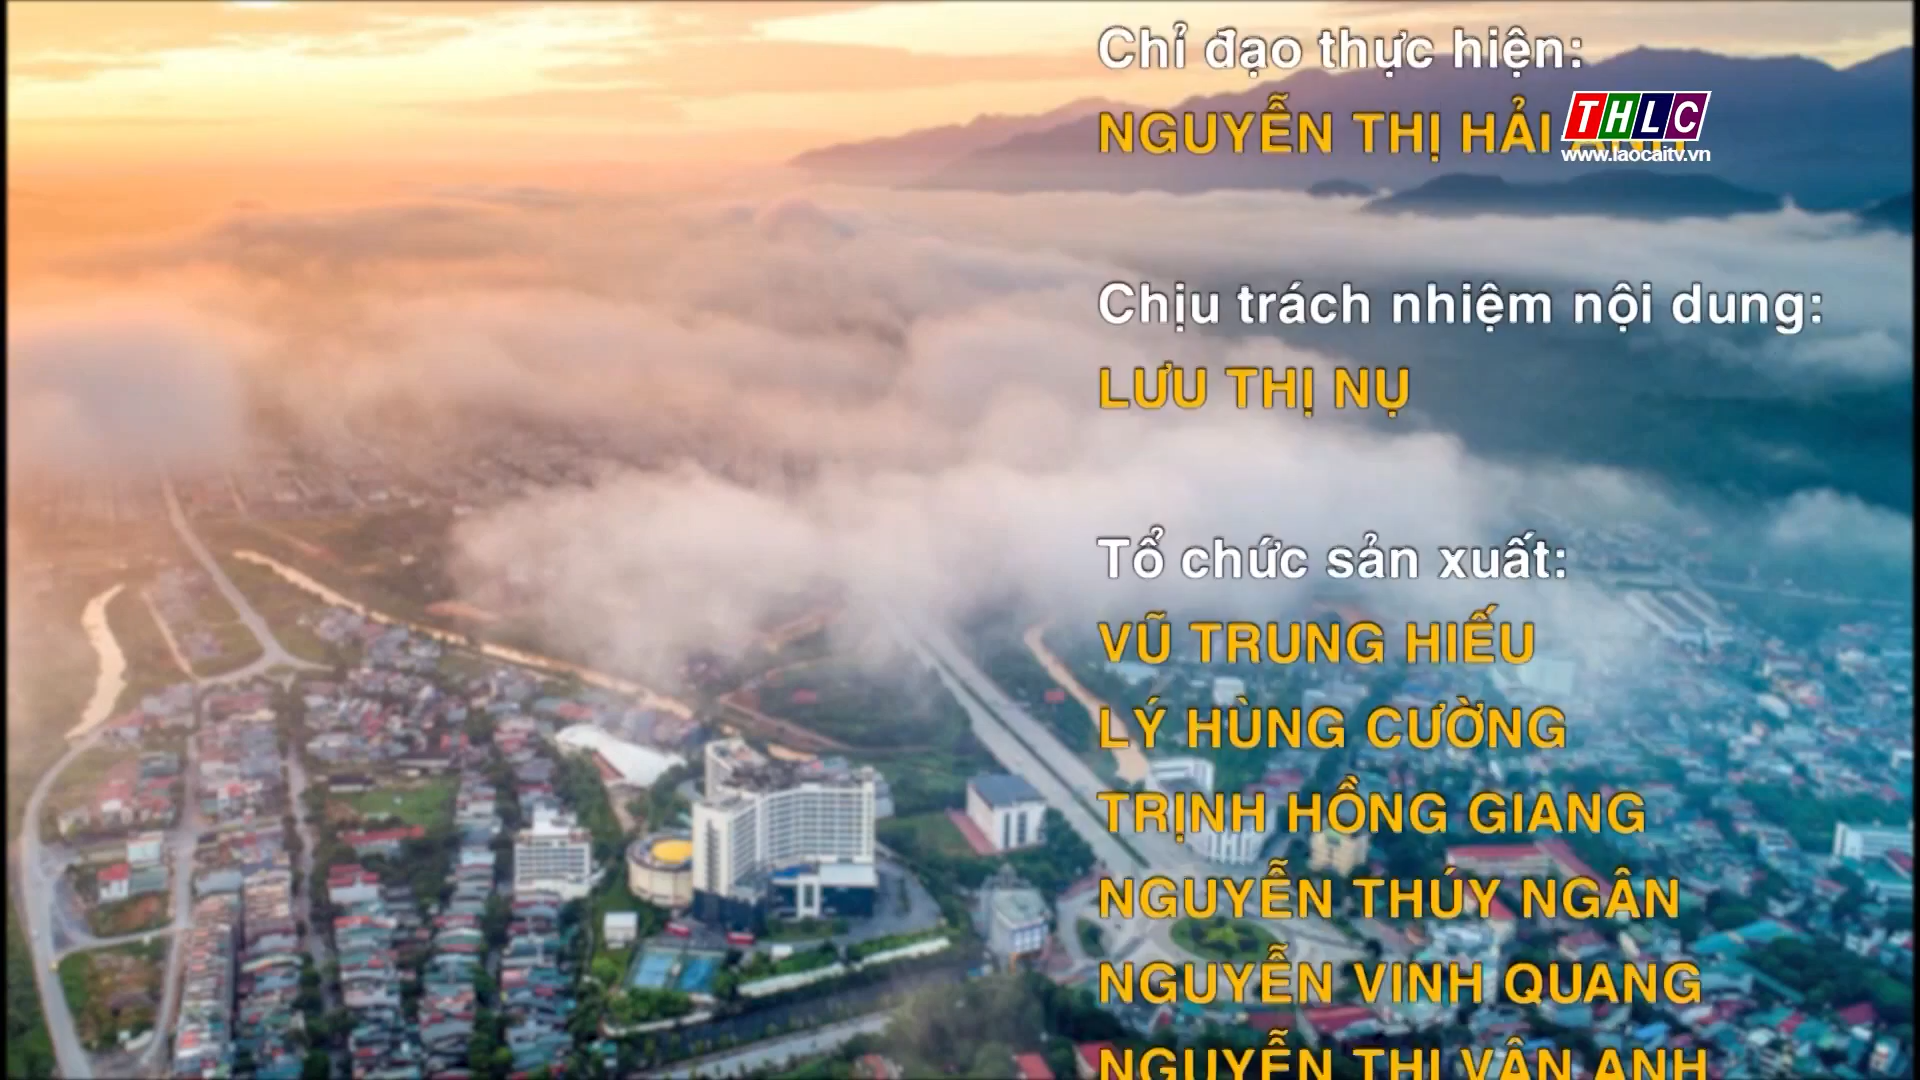 Chỉ đạo thực hiện:
NGUYỄN THỊ HẢI ANH
THLC
www.laocaitv.vn
Chịu trách nhiệm nội dung:
LƯU THỊ NỤ
Tổ chức sản xuất:
VŨ TRUNG HIẾU
LÝ HÙNG CƯỜNG
TRỊNH HỒNG GIANG
NGUYỄN THÚY NGÂN
NGUYỄN VINH QUANG
NGUYỄN THỊ VÂN ANH